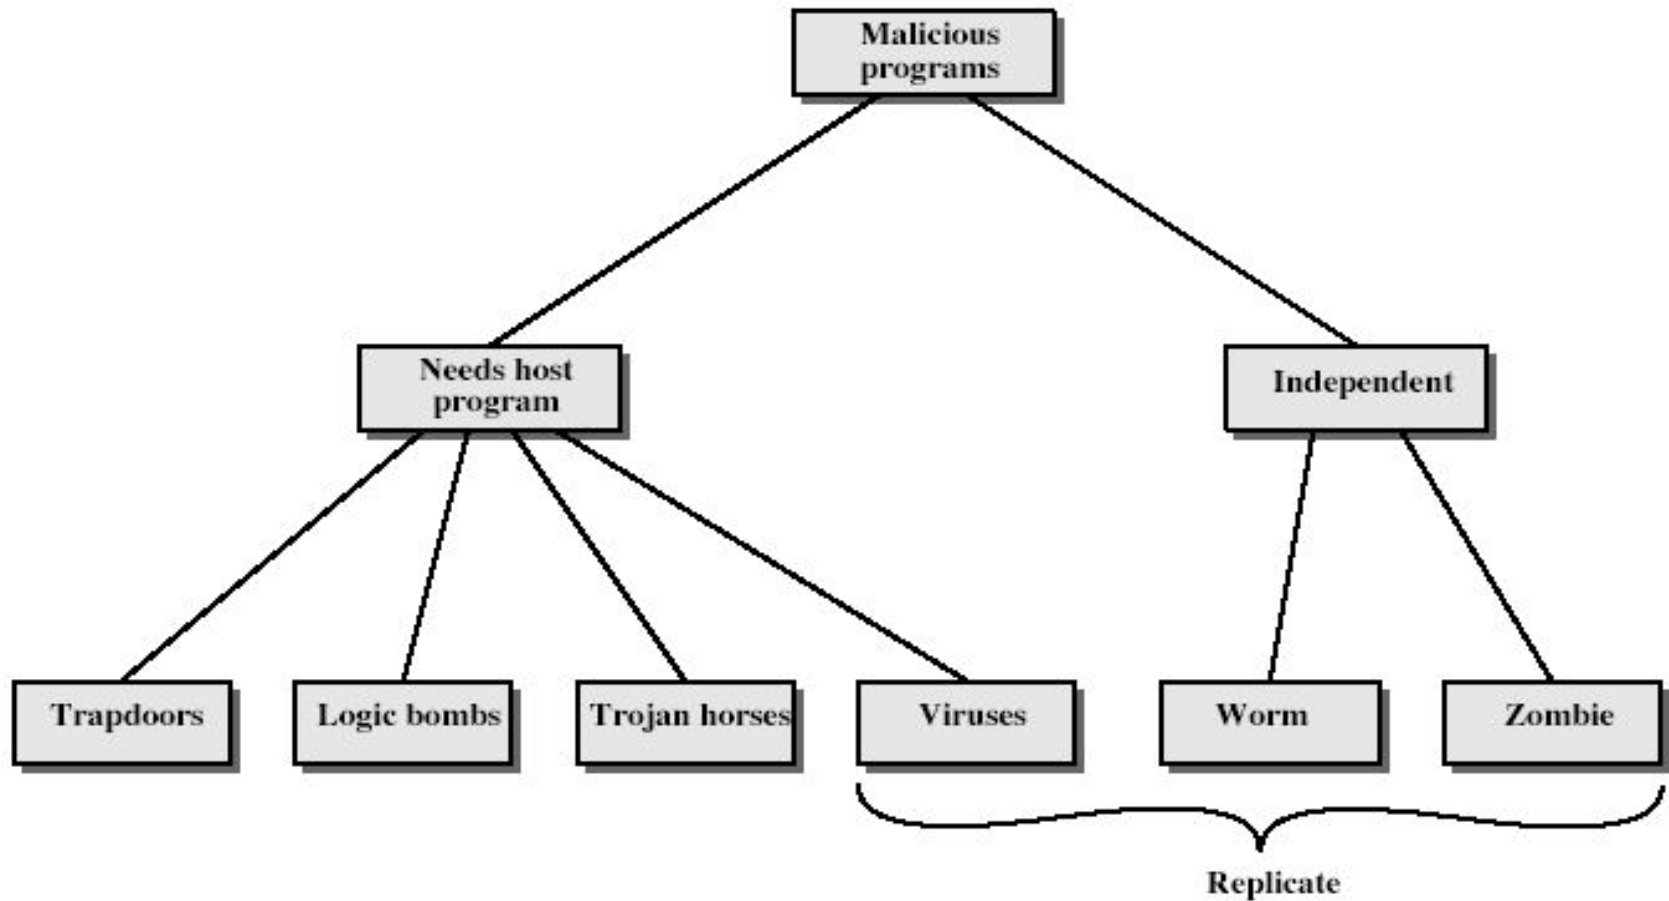 Malicious
programs
Needs host
program
Independent
Trapdoors
Logic bombs
Trojan horses
Viruses
Worm
Zombie
Replicate